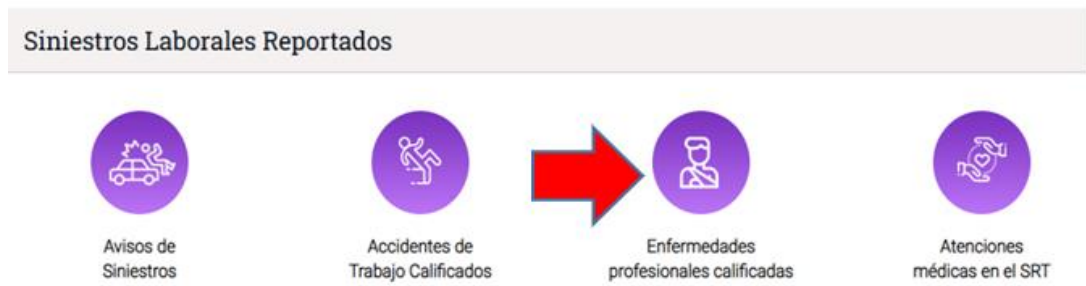 Siniestros Laborales Reportados
Avisos de
Siniestros
Accidentes de
Trabajo Calificados
Enfermedades
profesionales calificadas
Atenciones
médicas en el SRT